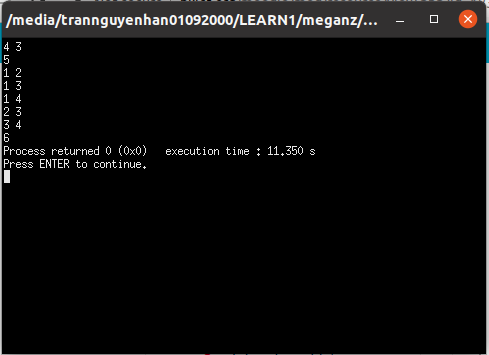 /media/trannguyenhan01092000/LEARN1/meganz/...
4 3
5
1 2
1 3
1 4
2 3
3 4
6
Process returned 0 (0x0)   execution time : 11.350 s
Press ENTER to continue.